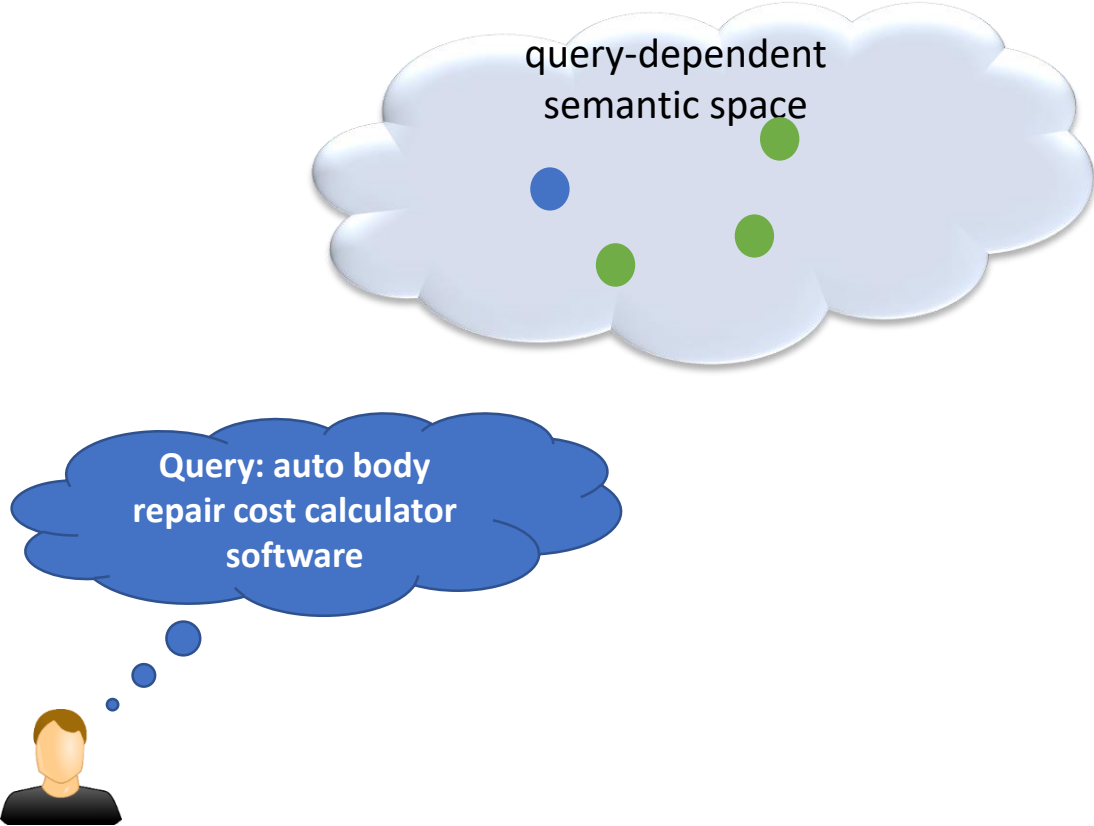 query-dependent
semantic space
Query: auto body
repair cost calculator
software